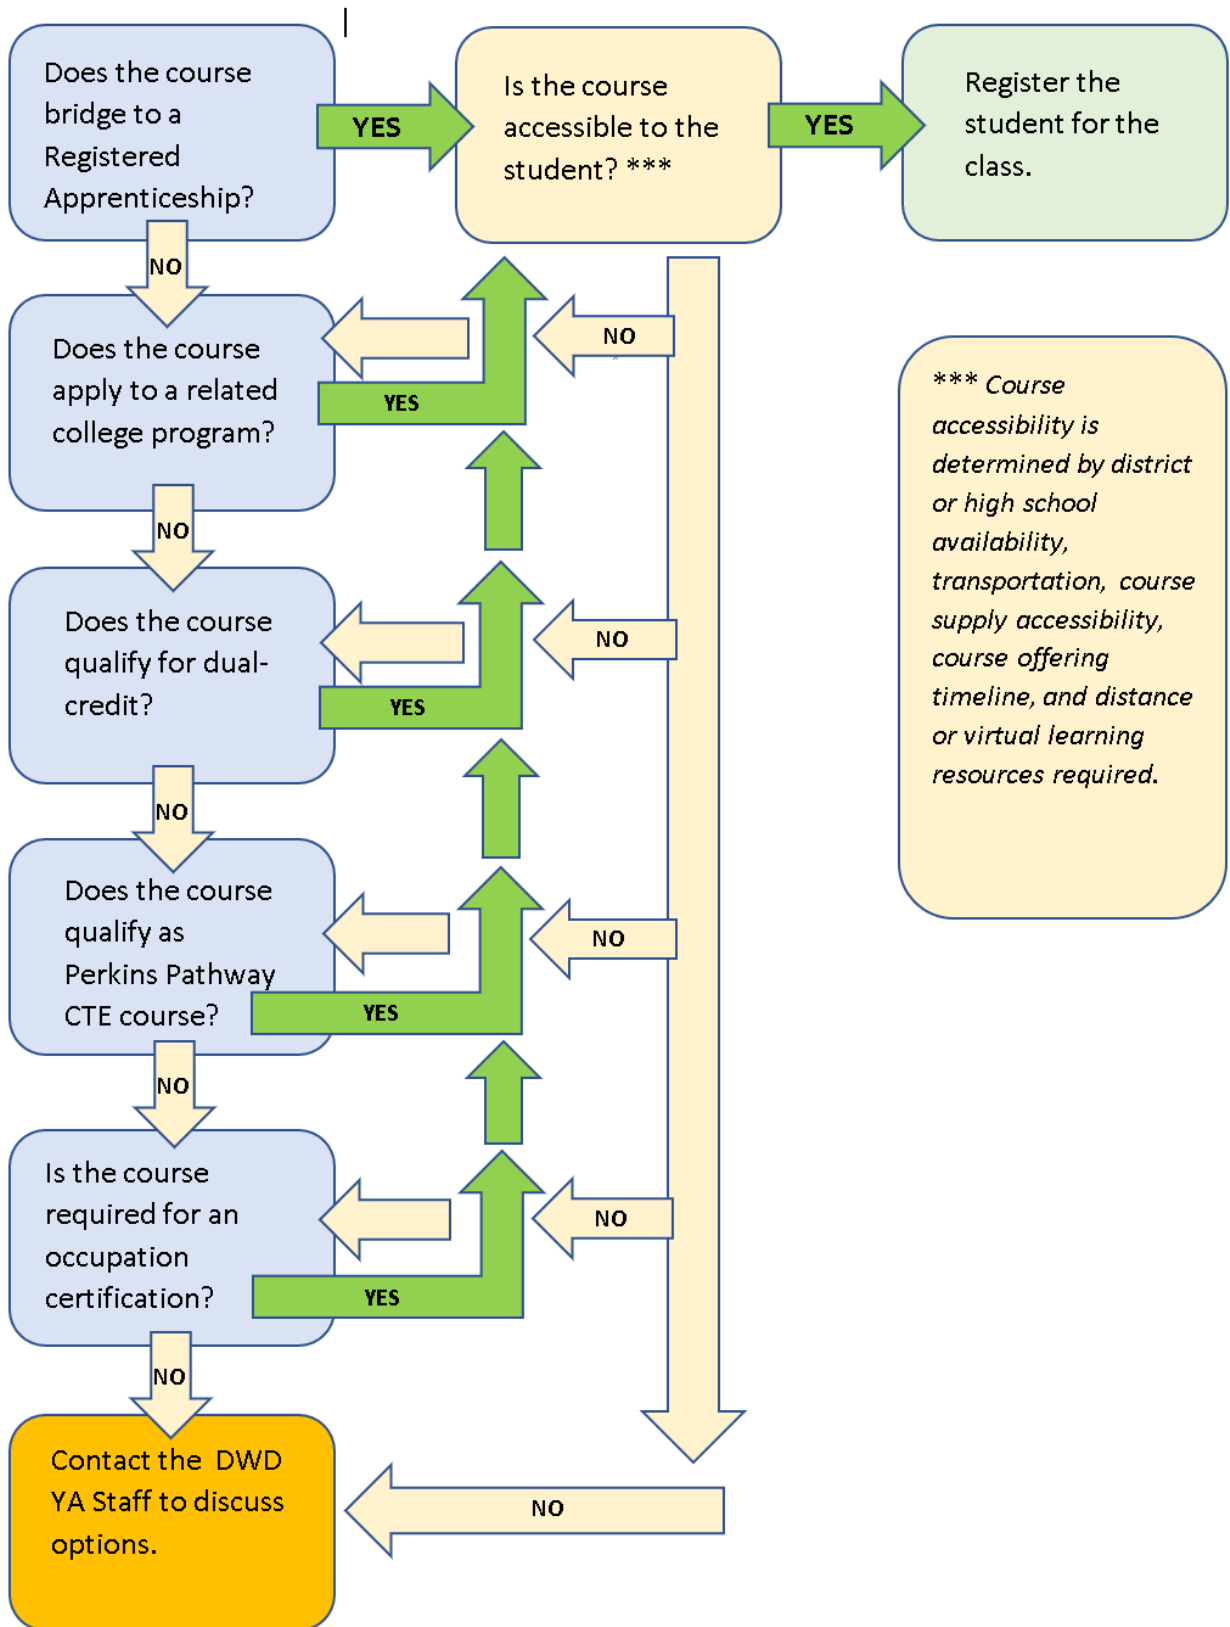 Does the course
bridge to a
Registered
Apprenticeship?
YES
Is the course
accessible to the
student? ***
YES
Register the
student for the
class.
NO
Does the course
apply to a related
college program?
YES
NO
*** Course
accessibility is
determined by district
or high school
availability,
transportation, course
supply accessibility,
course offering
timeline, and distance
or virtual learning
resources required.
NO
Does the course
qualify for dual-
credit?
YES
NO
NO
Does the course
qualify as
Perkins Pathway
CTE course?
YES
NO
NO
Is the course
required for an
occupation
certification?
YES
NO
NO
Contact the DWD
YA Staff to discuss
options.
NO